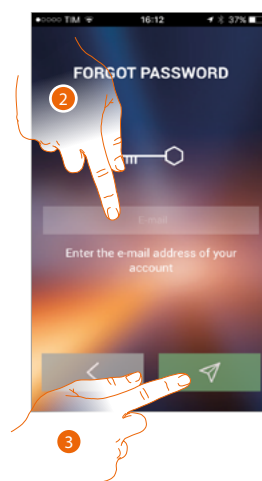 TIM 16:12 37%
FORGOT PASSWORD
2
E-mail
Enter the e-mail address of your
account
3